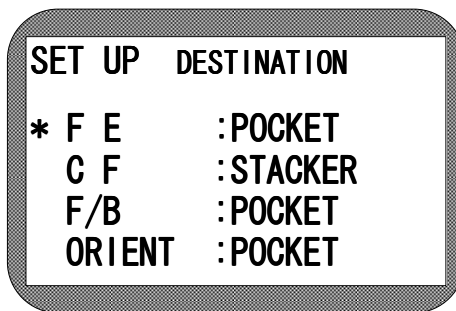 SET UP DESTINATION
* F E :POCKET
C F :STACKER
F/B :POCKET
ORIENT :POCKET